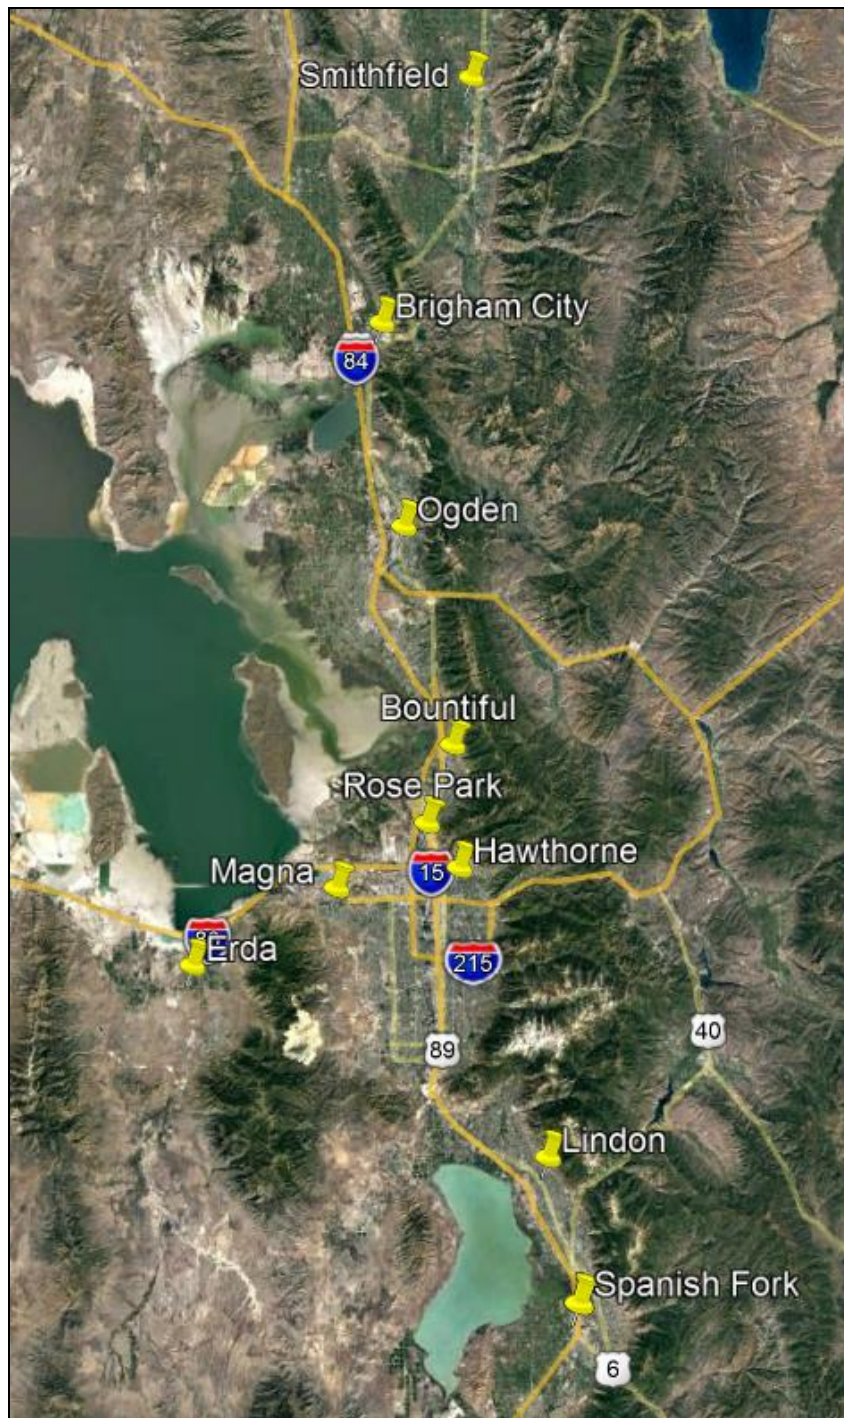 Smithfield
Brigham City
84
Ogden
Bountiful
Rose Park
Hawthorne
Magna
15
Erda
215
40
89
Lindon
Spanish Fork
6